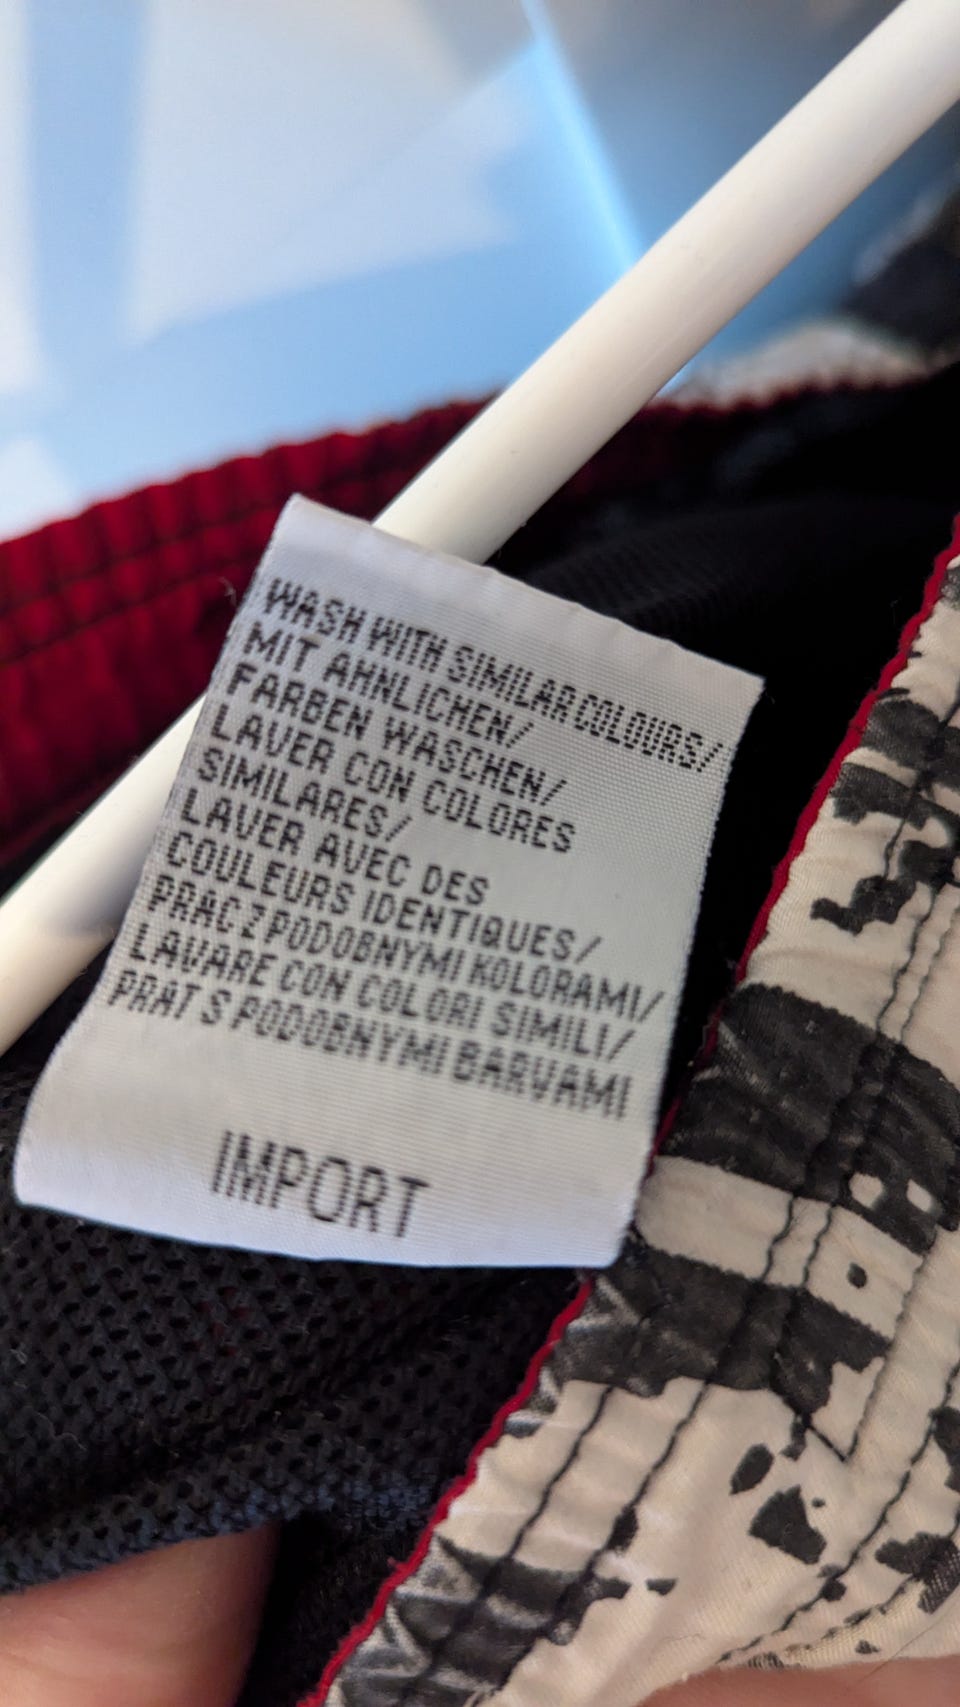 WASH WITH SIMILAR COLOURS/
MIT AHNLICHEN/
FARBEN WASCHEN/
LAVER CON COLORES
SIMILARES/
LAVER AVEC DES
COULEURS IDENTIQUES/
PRAC Z PODOBNYMI KOLORAMI/
LAVARE CON COLORI SIMILI/
PRAT S PODOBNYMI BARVAMI
IMPORT